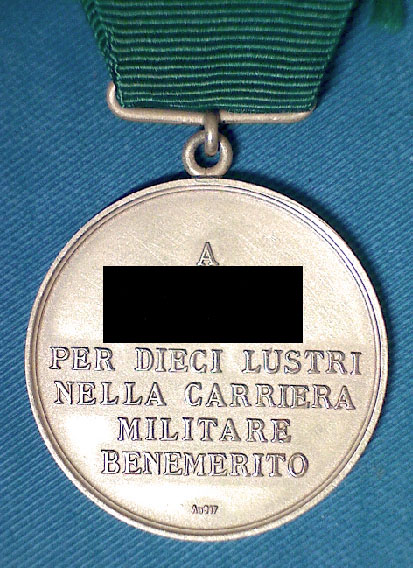 A
PER DIECI LUSTRI
NELLA CARRIERA
MILITARE
BENEMERITO